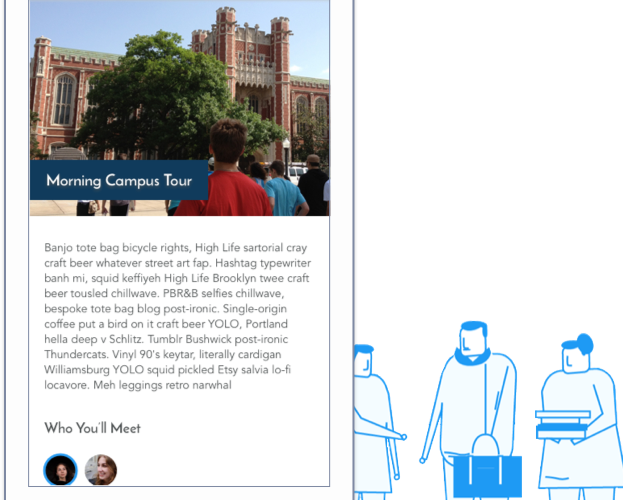 Morning Campus Tour
Banjo tote bag bicycle rights, High Life sartorial cray
craft beer whatever street art fap. Hashtag typewriter
banh mi, squid keffiyeh High Life Brooklyn twee craft
beer tousled chillwave. PBR&B selfies chillwave,
bespoke tote bag blog post-ironic. Single-origin
coffee put a bird on it craft beer YOLO, Portland
hella deep v Schlitz. Tumblr Bushwick post-ironic
Thundercats. Vinyl 90's keytar, literally cardigan
Williamsburg YOLO squid pickled Etsy salvia lo-fi
locavore. Meh leggings retro narwhal
Who You'll Meet